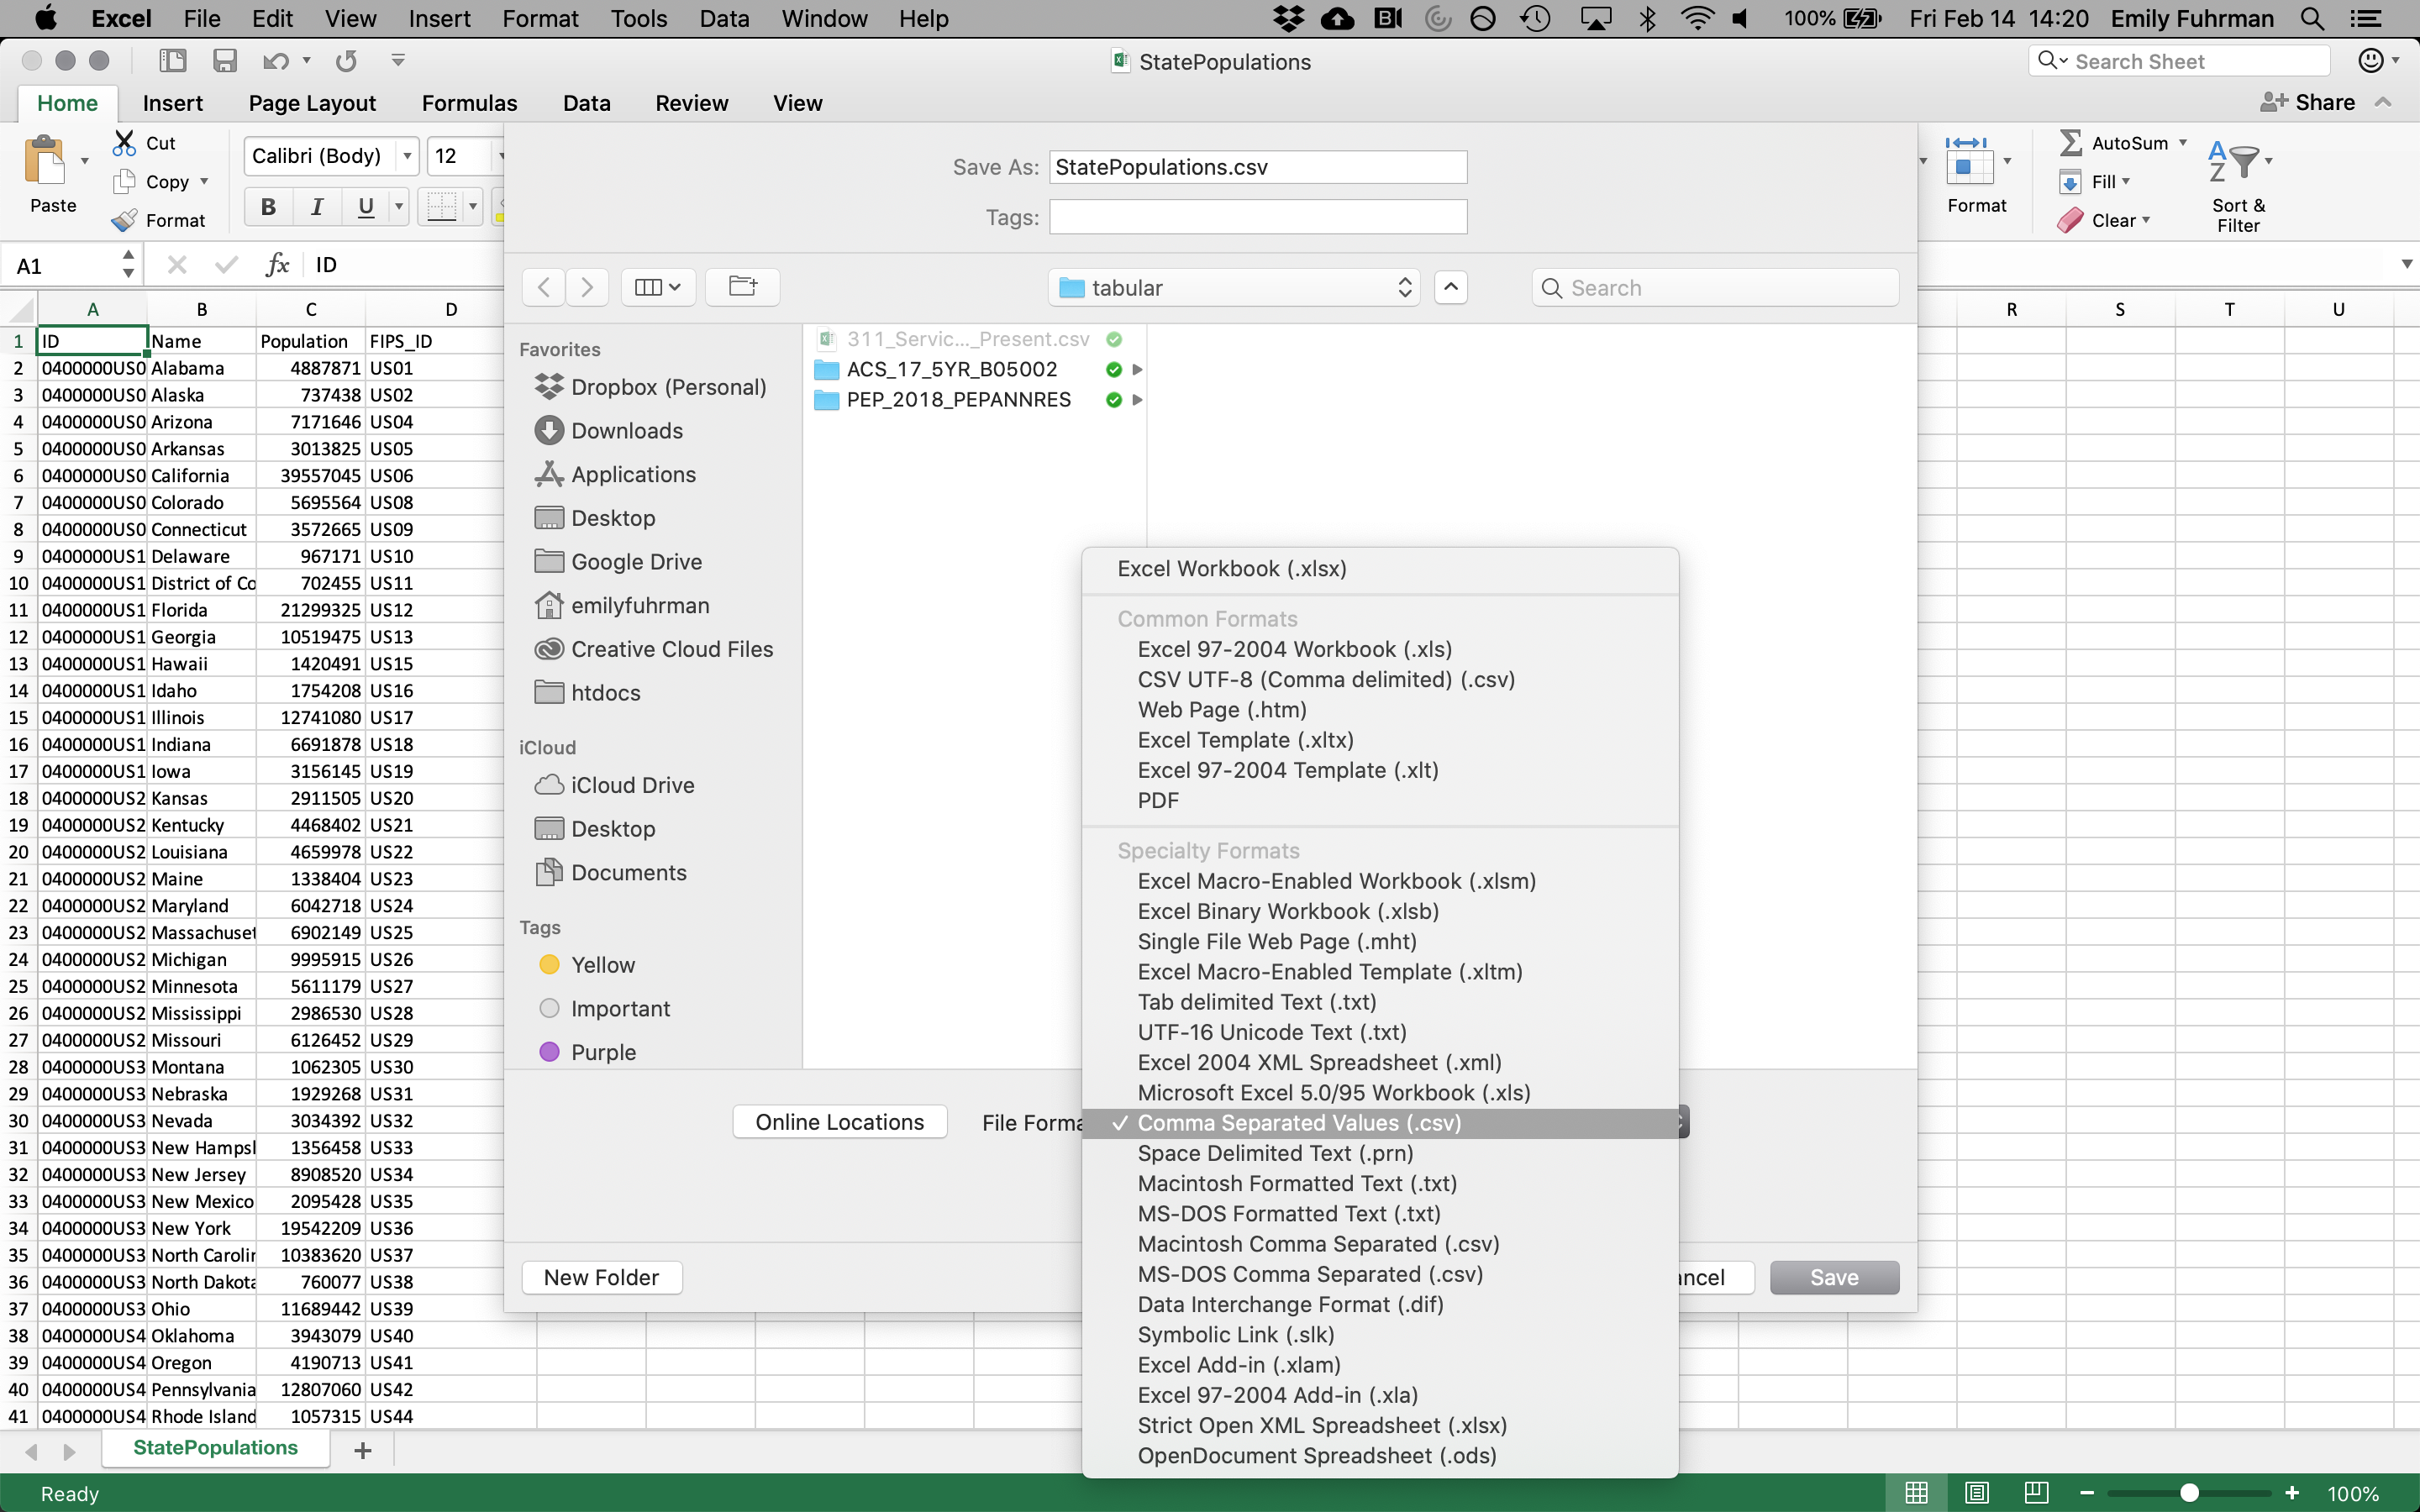 Excel File Edit View Insert Format Tools Data Window Help 100% Fri Feb 14 14:20 Emily Fuhrman
StatePopulations
Search Sheet
Home Insert Page Layout Formulas Data Review View
Share
Paste
Cut
Copy
Format
Calibri (Body) 12
B I U
Format
AutoSum
Fill
Clear
A
Z
Sort &
Filter
Save As: StatePopulations.csv
Tags:
A1 fx ID
tabular
Search
A B C D R S T U
1 ID Name Population FIPS_ID
2 0400000US0 Alabama 4887871 US01
3 0400000US0 Alaska 737438 US02
4 0400000US0 Arizona 7171646 US04
5 0400000US0 Arkansas 3013825 US05
6 0400000US0 California 39557045 US06
7 0400000US0 Colorado 5695564 US08
8 0400000US0 Connecticut 3572665 US09
9 0400000US1 Delaware 967171 US10
10 0400000US1 District of Co 702455 US11
11 0400000US1 Florida 21299325 US12
12 0400000US1 Georgia 10519475 US13
13 0400000US1 Hawaii 1420491 US15
14 0400000US1 Idaho 1754208 US16
15 0400000US1 Illinois 12741080 US17
16 0400000US1 Indiana 6691878 US18
17 0400000US1 Iowa 3156145 US19
18 0400000US2 Kansas 2911505 US20
19 0400000US2 Kentucky 4468402 US21
20 0400000US2 Louisiana 4659978 US22
21 0400000US2 Maine 1338404 US23
22 0400000US2 Maryland 6042718 US24
23 0400000US2 Massachuset 6902149 US25
24 0400000US2 Michigan 9995915 US26
25 0400000US2 Minnesota 5611179 US27
26 0400000US2 Mississippi 2986530 US28
27 0400000US2 Missouri 6126452 US29
28 0400000US3 Montana 1062305 US30
29 0400000US3 Nebraska 1929268 US31
30 0400000US3 Nevada 3034392 US32
31 0400000US3 New Hampsh 1356458 US33
32 0400000US3 New Jersey 8908520 US34
33 0400000US3 New Mexico 2095428 US35
34 0400000US3 New York 19542209 US36
35 0400000US3 North Carolin 10383620 US37
36 0400000US3 North Dakota 760077 US38
37 0400000US3 Ohio 11689442 US39
38 0400000US4 Oklahoma 3943079 US40
39 0400000US4 Oregon 4190713 US41
40 0400000US4 Pennsylvania 12807060 US42
41 0400000US4 Rhode Island 1057315 US44
Favorites
Dropbox (Personal)
Downloads
Applications
Desktop
Google Drive
emilyfuhrman
Creative Cloud Files
htdocs
iCloud
iCloud Drive
Desktop
Documents
Tags
Yellow
Important
Purple
311_Servic..._Present.csv
ACS_17_5YR_B05002
PEP_2018_PEPANNRES
Online Locations
File Forma
Excel Workbook (.xlsx)
Common Formats
Excel 97-2004 Workbook (.xls)
CSV UTF-8 (Comma delimited) (.csv)
Web Page (.htm)
Excel Template (.xltx)
Excel 97-2004 Template (.xlt)
PDF
Specialty Formats
Excel Macro-Enabled Workbook (.xlsm)
Excel Binary Workbook (.xlsb)
Single File Web Page (.mht)
Excel Macro-Enabled Template (.xltm)
Tab delimited Text (.txt)
UTF-16 Unicode Text (.txt)
Excel 2004 XML Spreadsheet (.xml)
Microsoft Excel 5.0/95 Workbook (.xls)
✓ Comma Separated Values (.csv)
Space Delimited Text (.prn)
Macintosh Formatted Text (.txt)
MS-DOS Formatted Text (.txt)
Macintosh Comma Separated (.csv)
MS-DOS Comma Separated (.csv)
Data Interchange Format (.dif)
Symbolic Link (.slk)
Excel Add-in (.xlam)
Excel 97-2004 Add-in (.xla)
Strict Open XML Spreadsheet (.xlsx)
OpenDocument Spreadsheet (.ods)
New Folder
ancel
Save
StatePopulations +
Ready
100%